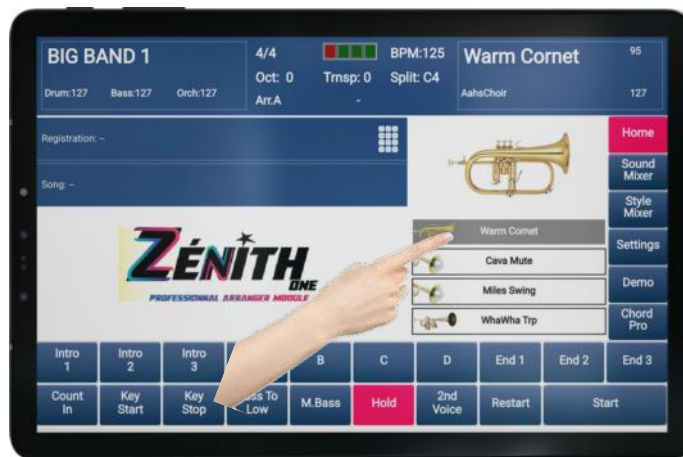 BIG BAND 1
Drum:127 Bass:127 Orch:127
4/4 BPM:125
Oct: 0 Trnsp: 0 Split: C4
Arr.A -
Warm Cornet 95
AahsChoir 127
Registration: –
Song: –
Home
Sound Mixer
Style Mixer
Settings
Demo
Chord Pro
Warm Cornet
Cava Mute
Miles Swing
WhaWha Trp
ZÉNITH
ONE
PROFESSIONNAL ARRANGER MODULE
Intro 1 Intro 2 Intro 3 B C D End 1 End 2 End 3
Count In Key Start Key Stop To Low M.Bass Hold 2nd Voice Restart Start